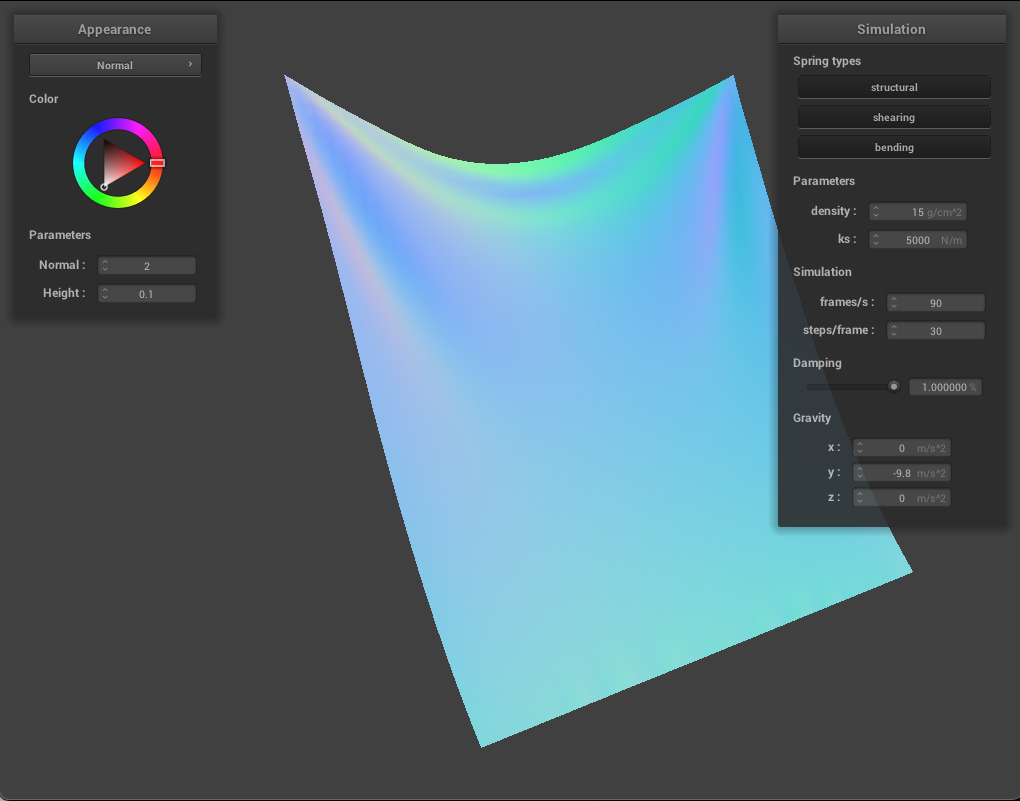 Appearance
Normal
Color
Parameters
Normal : 2
Height : 0.1
Simulation
Spring types
structural
shearing
bending
Parameters
density : 15 g/cm^2
ks : 5000 N/m
Simulation
frames/s : 90
steps/frame : 30
Damping
1.000000 %
Gravity
x : 0 m/s^2
y : -9.8 m/s^2
z : 0 m/s^2